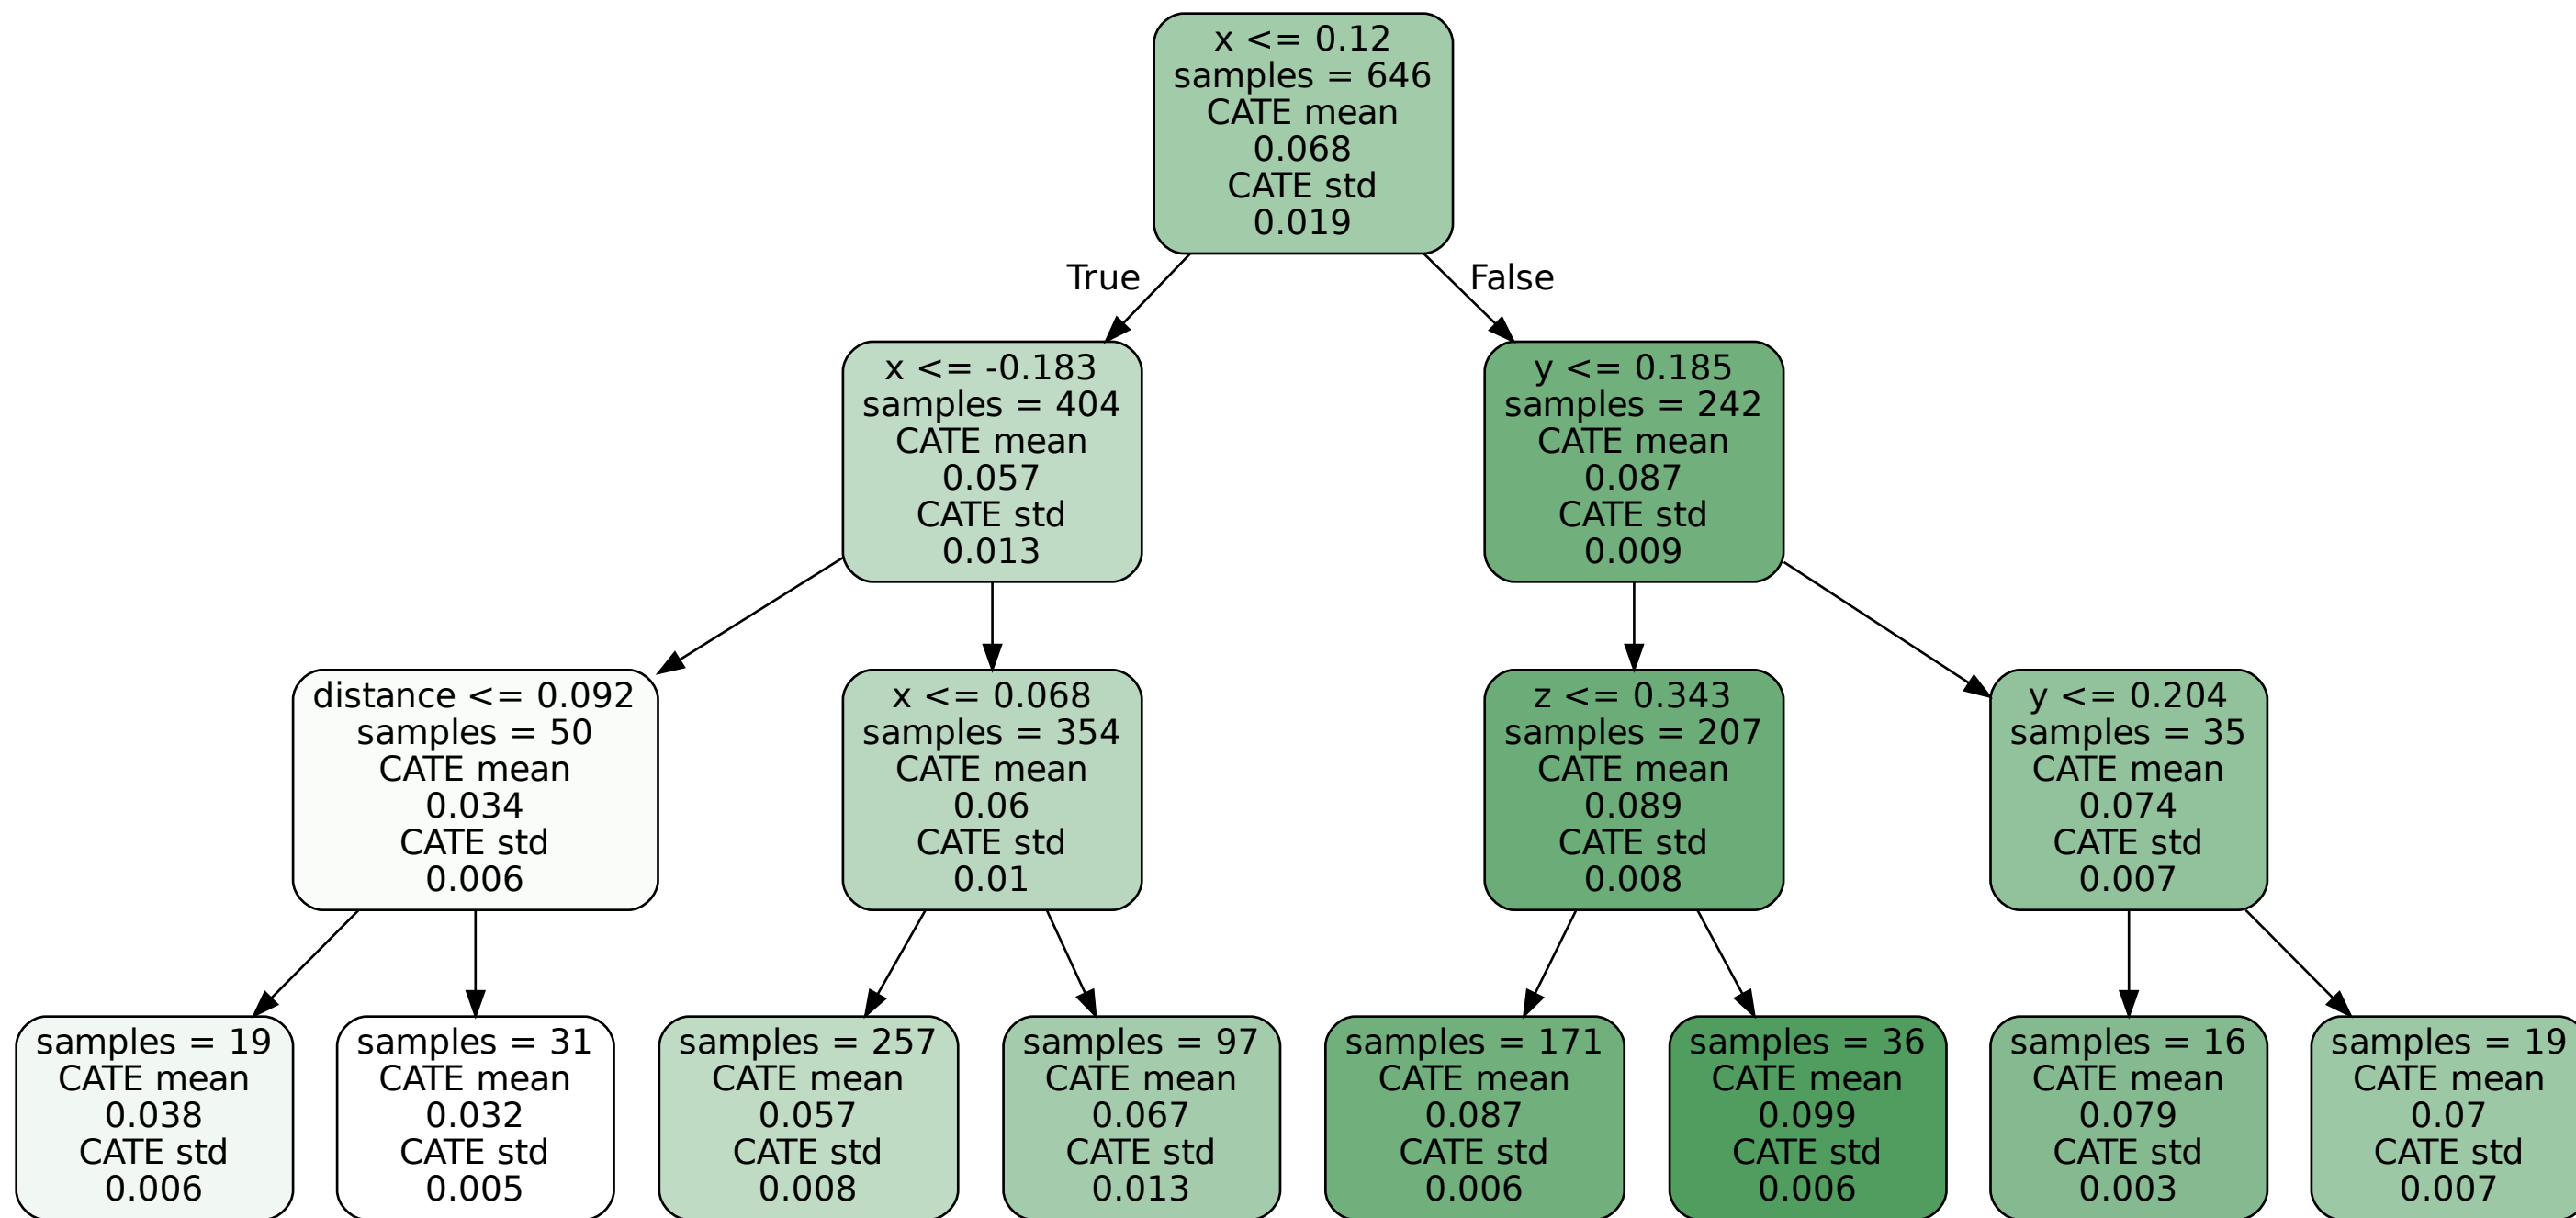 x <= 0.12
samples = 646
CATE mean
0.068
CATE std
0.019
True
False
x <= -0.183
samples = 404
CATE mean
0.057
CATE std
0.013
y <= 0.185
samples = 242
CATE mean
0.087
CATE std
0.009
distance <= 0.092
samples = 50
CATE mean
0.034
CATE std
0.006
x <= 0.068
samples = 354
CATE mean
0.06
CATE std
0.01
z <= 0.343
samples = 207
CATE mean
0.089
CATE std
0.008
y <= 0.204
samples = 35
CATE mean
0.074
CATE std
0.007
samples = 19
CATE mean
0.038
CATE std
0.006
samples = 31
CATE mean
0.032
CATE std
0.005
samples = 257
CATE mean
0.057
CATE std
0.008
samples = 97
CATE mean
0.067
CATE std
0.013
samples = 171
CATE mean
0.087
CATE std
0.006
samples = 36
CATE mean
0.099
CATE std
0.006
samples = 16
CATE mean
0.079
CATE std
0.003
samples = 19
CATE mean
0.07
CATE std
0.007